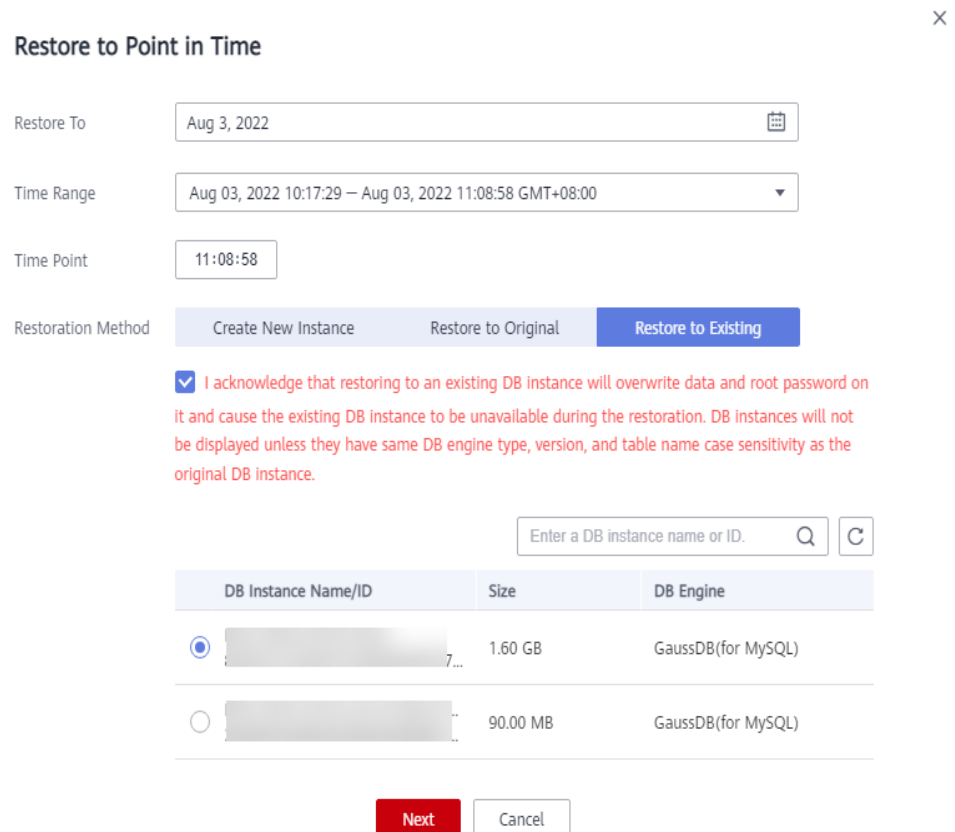 Restore to Point in Time
Restore To
Aug 3, 2022
Time Range
Aug 03, 2022 10:17:29 — Aug 03, 2022 11:08:58 GMT+08:00
Time Point
11:08:58
Restoration Method
Create New Instance
Restore to Original
Restore to Existing
I acknowledge that restoring to an existing DB instance will overwrite data and root password on
it and cause the existing DB instance to be unavailable during the restoration. DB instances will not
be displayed unless they have same DB engine type, version, and table name case sensitivity as the
original DB instance.
Enter a DB instance name or ID.
DB Instance Name/ID Size DB Engine
7... 1.60 GB GaussDB(for MySQL)
90.00 MB GaussDB(for MySQL)
Next Cancel